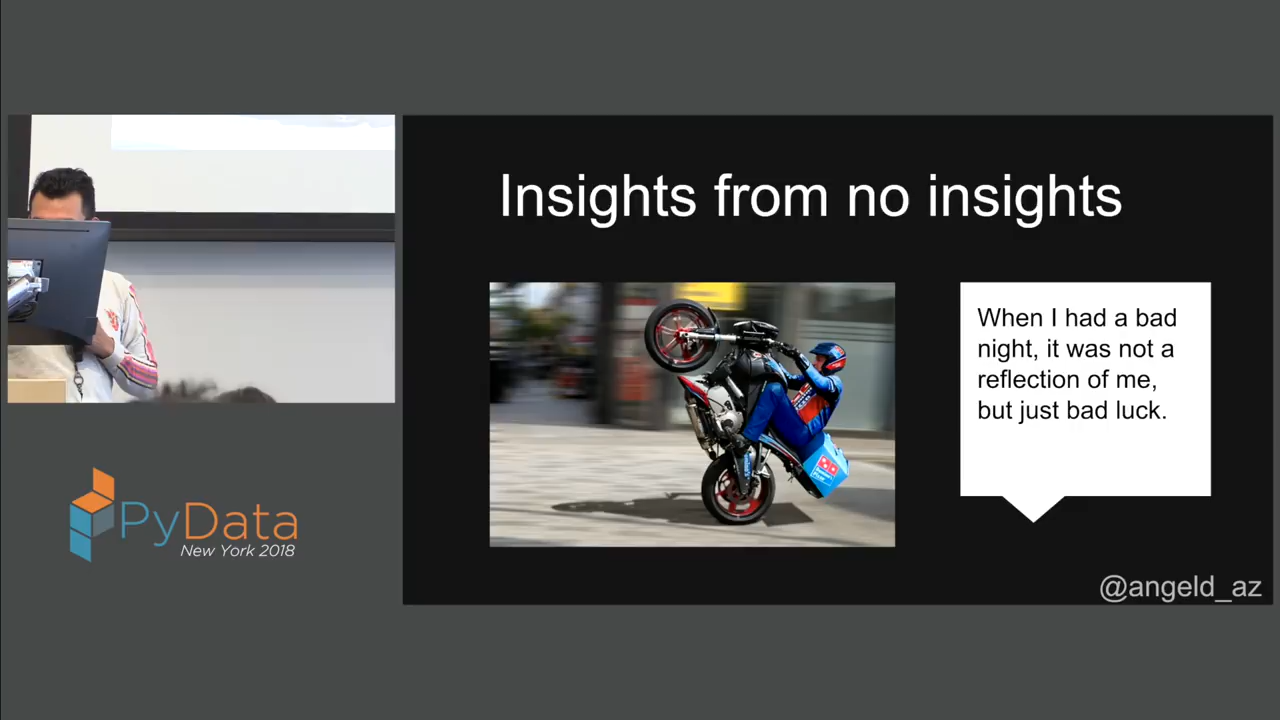 Insights from no insights
When I had a bad
night, it was not a
reflection of me,
but just bad luck.
@angeld_az
PyData
New York 2018